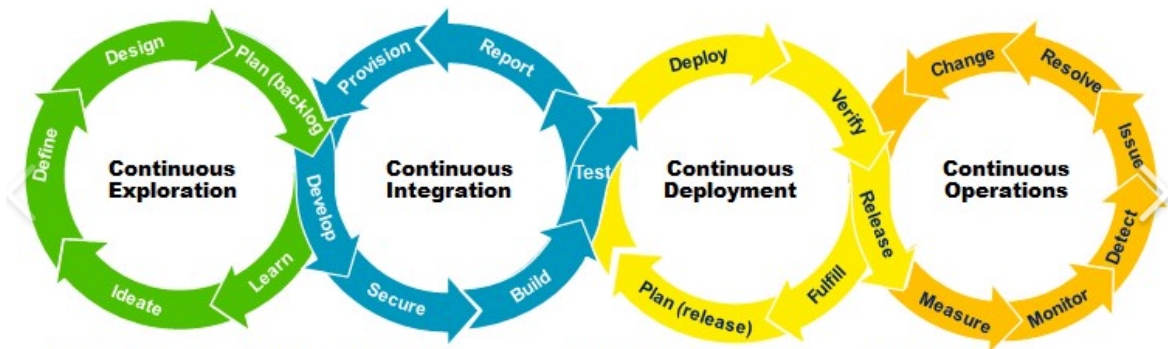 Design
Plan (backlog
Define
Continuous
Exploration
Ideate
Learn
Provision
Report
Develop
Continuous
Integration
Test
Secure
Build
Deploy
Verify
Continuous
Deployment
Release
Plan (release)
Fulfill
Change
Resolve
Issue
Continuous
Operations
Detect
Measure
Monitor